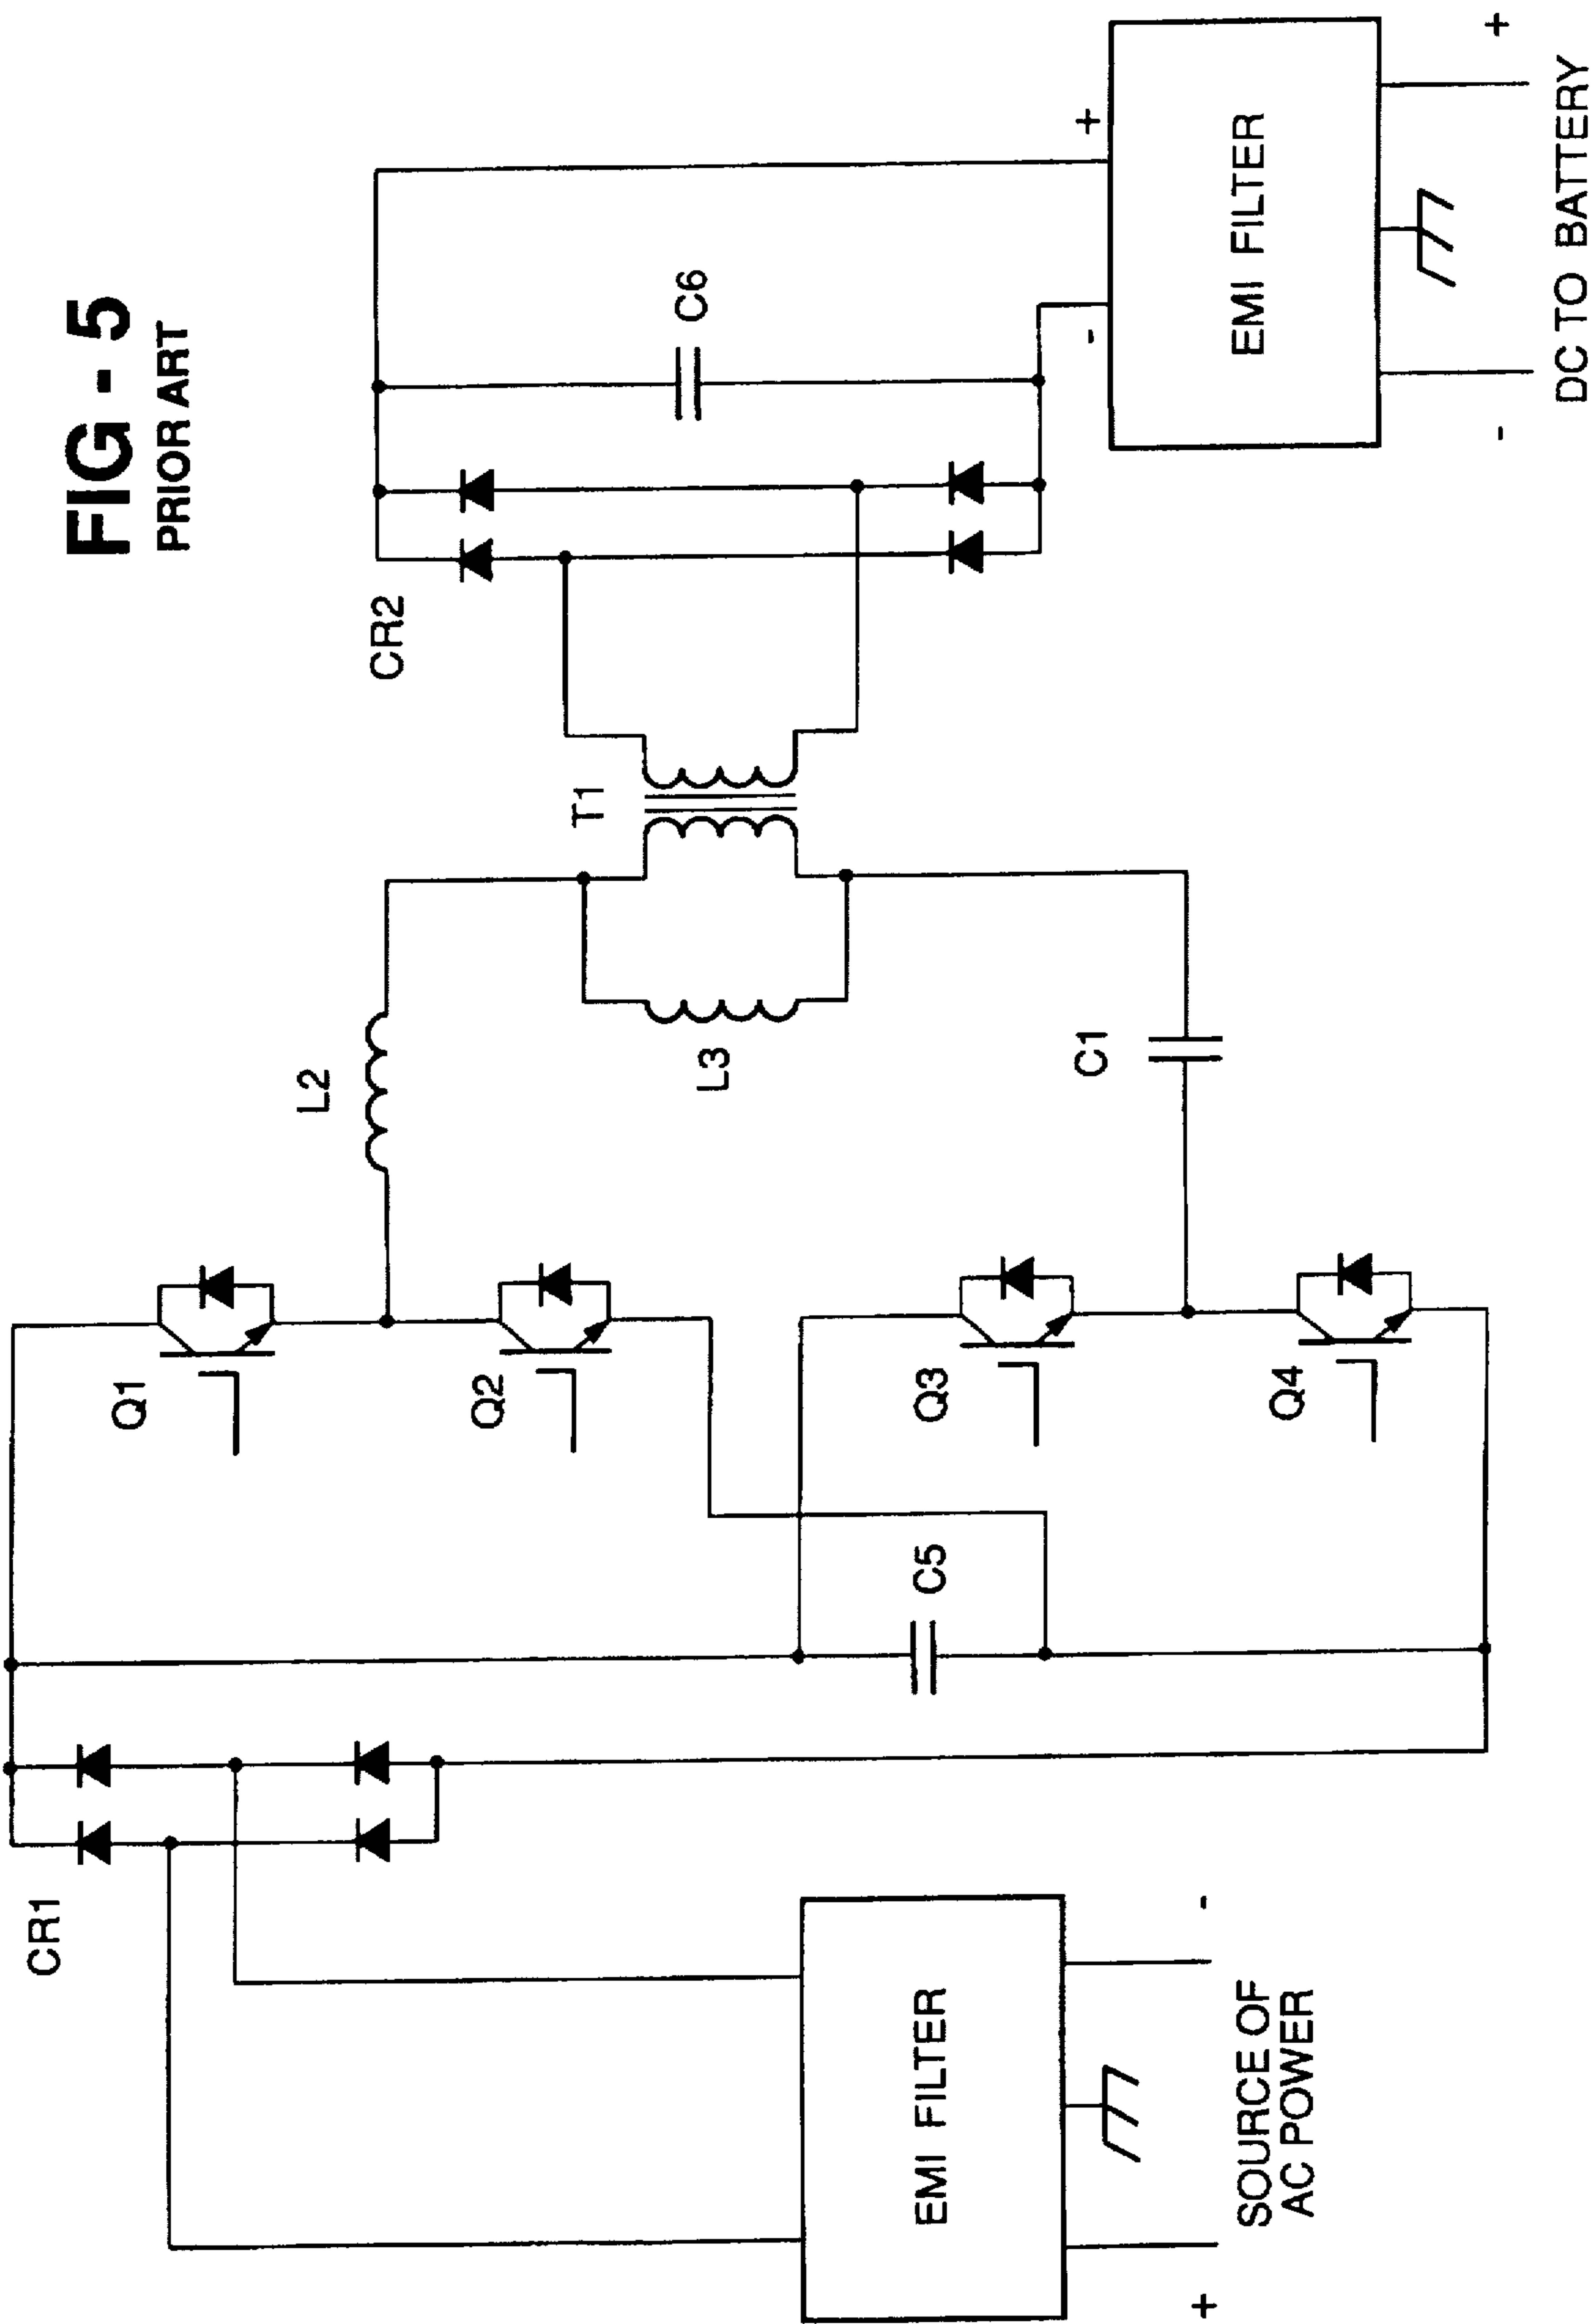 FIG - 5
PRIOR ART
CR1
Q1
Q2
Q3
Q4
C5
L2
L3
C1
T1
CR2
C6
+
-
EMI FILTER
-
+
DC TO BATTERY
EMI FILTER
+
-
SOURCE OF
AC POWER